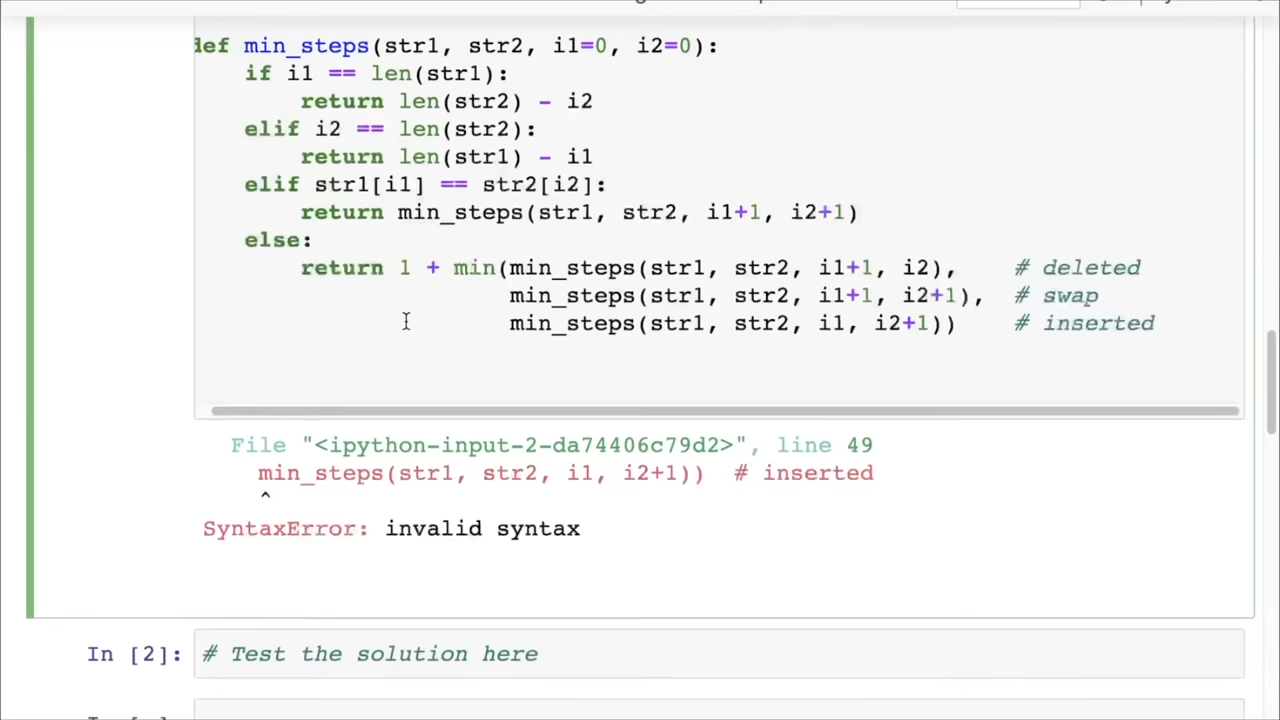 def min_steps(str1, str2, i1=0, i2=0):
    if i1 == len(str1):
        return len(str2) - i2
    elif i2 == len(str2):
        return len(str1) - i1
    elif str1[i1] == str2[i2]:
        return min_steps(str1, str2, i1+1, i2+1)
    else:
        return 1 + min(min_steps(str1, str2, i1+1, i2),    # deleted
                       min_steps(str1, str2, i1+1, i2+1),  # swap
                       min_steps(str1, str2, i1, i2+1))    # inserted
File "<ipython-input-2-da74406c79d2>", line 49
min_steps(str1, str2, i1, i2+1))  # inserted
^
SyntaxError: invalid syntax
In [2]: # Test the solution here